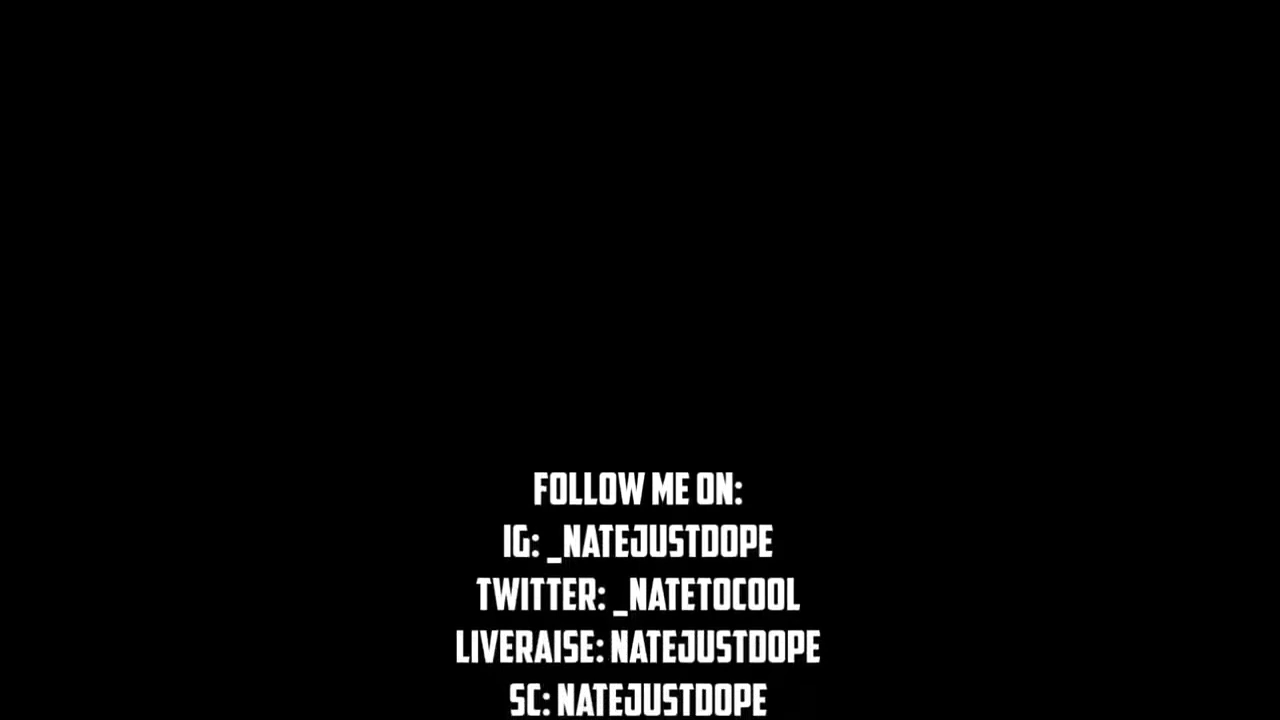 FOLLOW ME ON:
IG: _NATEJUSTDOPE
TWITTER: _NATETOCOOL
LIVERAISE: NATEJUSTDOPE
SC: NATEJUSTDOPE